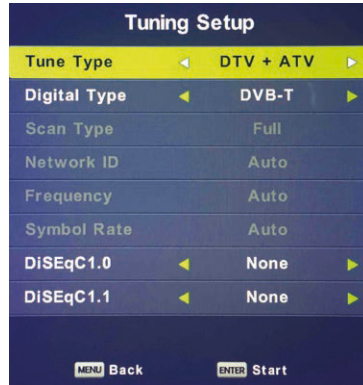 Tuning Setup
Tune Type DTV + ATV
Digital Type DVB-T
Scan Type Full
Network ID Auto
Frequency Auto
Symbol Rate Auto
DiSEqC1.0 None
DiSEqC1.1 None
MENU Back ENTER Start